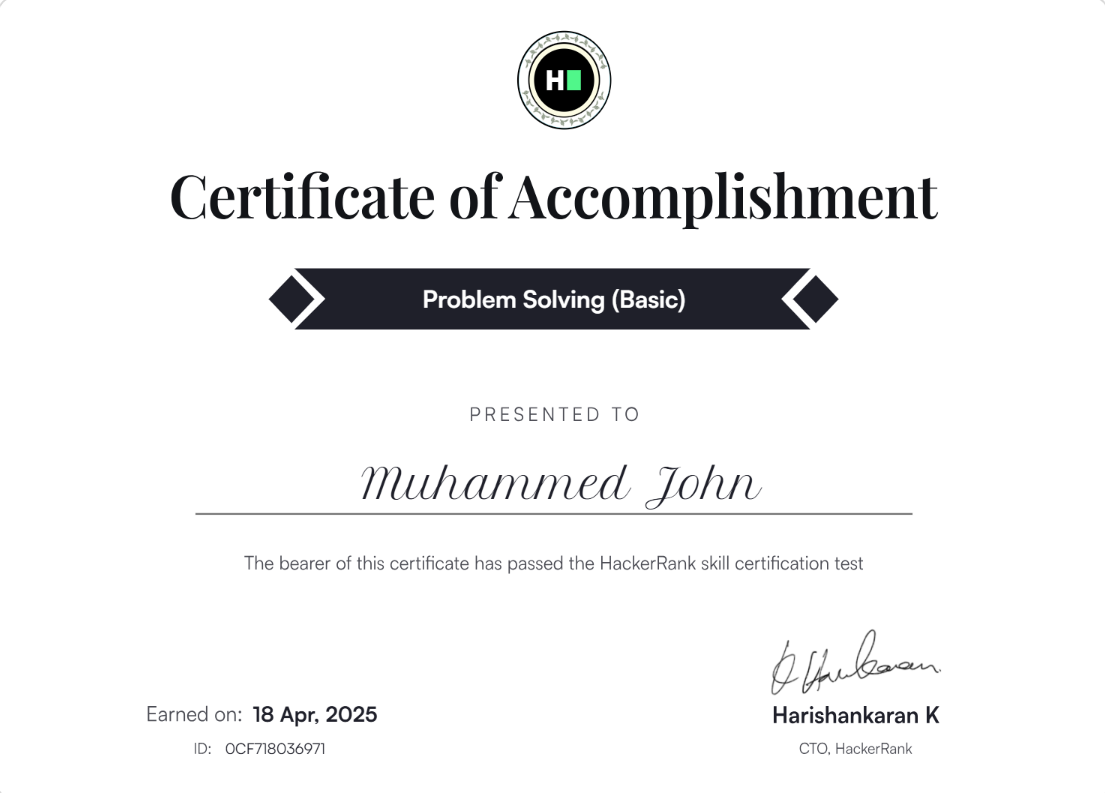 H
Certificate of Accomplishment
Problem Solving (Basic)
PRESENTED TO
Muhammed John
The bearer of this certificate has passed the HackerRank skill certification test
Earned on: 18 Apr, 2025
ID: 0CF718036971
Harishankaran K
CTO, HackerRank